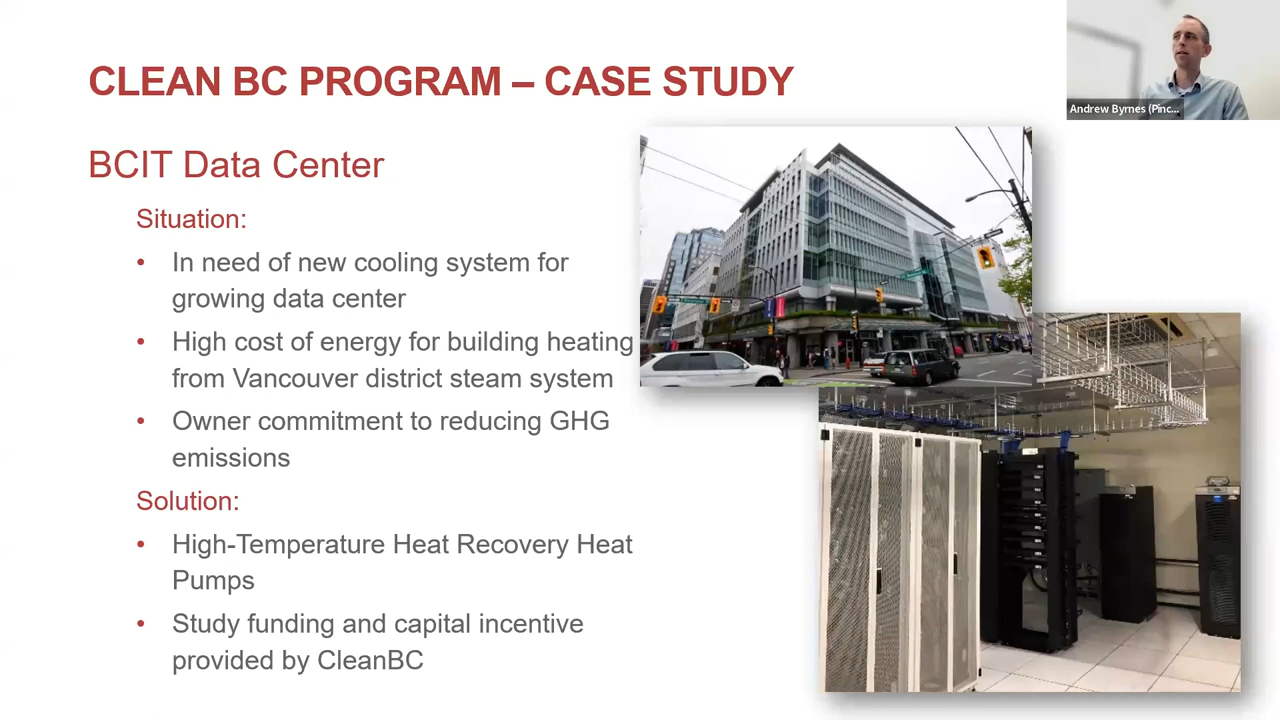 CLEAN BC PROGRAM – CASE STUDY
Andrew Byrnes (Pinc...
BCIT Data Center
Situation:
• In need of new cooling system for
growing data center
• High cost of energy for building heating
from Vancouver district steam system
• Owner commitment to reducing GHG
emissions
Solution:
• High-Temperature Heat Recovery Heat
Pumps
• Study funding and capital incentive
provided by CleanBC